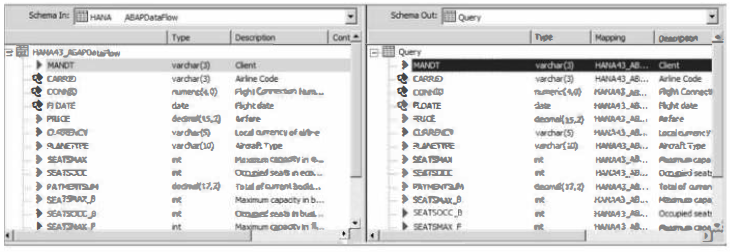 Schema In: HANA ABAPDataFlow
Type Description Cont
HANA43_ABAPDataFlow
MANDT varchar(3) Client
CARRID varchar(3) Airline Code
CONNID numeric(4,0) Flight Connection Num...
FLDATE date Flight date
PRICE decimal(15,2) Airfare
CURRENCY varchar(5) Local currency of airline
PLANETYPE varchar(10) Aircraft Type
SEATSMAX int Maximum capacity in e...
SEATSOCC int Occupied seats in eco...
PAYMENTSUM decimal(17,2) Total of current book...
SEATSMAX_B int Maximum capacity in b...
SEATSOCC_B int Occupied seats in busi...
SEATSMAX_F int Maximum capacity in fi...
Schema Out: Query
Type Mapping Description
Query
MANDT varchar(3) HANA43_AB... Client
CARRID varchar(3) HANA43_AB... Airline Code
CONNID numeric(4,0) HANA43_AB... Flight Connecti
FLDATE date HANA43_AB... Flight date
PRICE decimal(15,2) HANA43_AB... Airfare
CURRENCY varchar(5) HANA43_AB... Local currency
PLANETYPE varchar(10) HANA43_AB... Aircraft Type
SEATSMAX int HANA43_AB... Maximum capa
SEATSOCC int HANA43_AB... Occupied seats
PAYMENTSUM decimal(17,2) HANA43_AB... Total of curren
SEATSMAX_B int HANA43_AB... Maximum capa
SEATSOCC_B int HANA43_AB... Occupied seats
SEATSMAX_F int HANA43_AB... Maximum capa